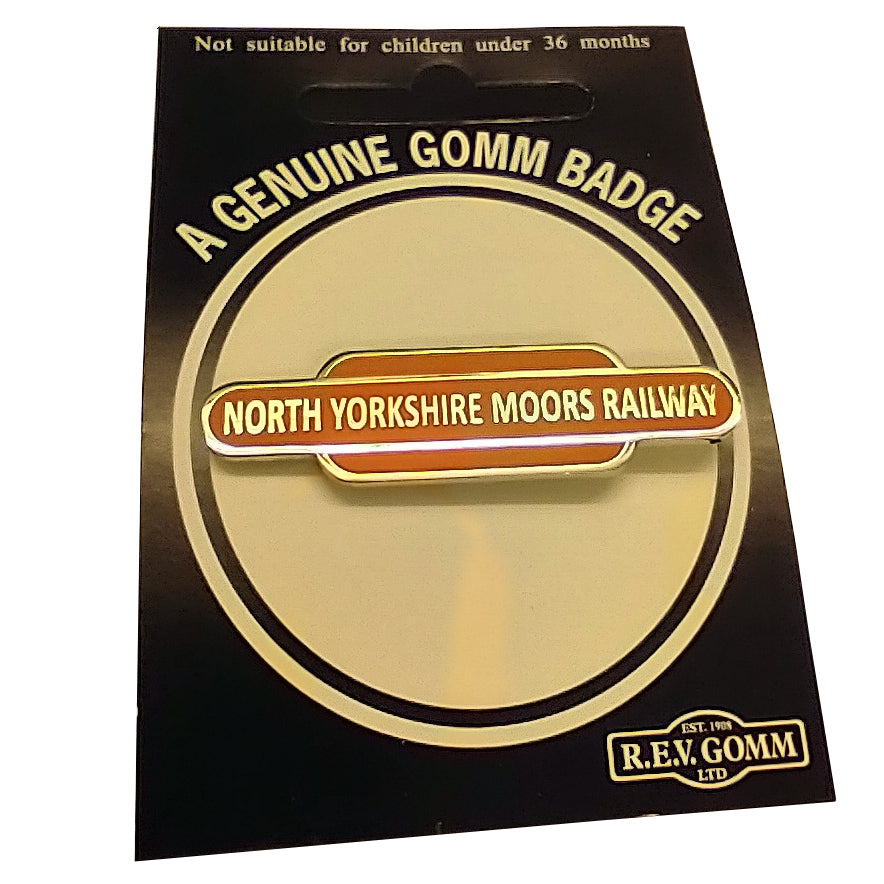 Not suitable for children under 36 months
A GENUINE GOMM BADGE
NORTH YORKSHIRE MOORS RAILWAY
EST. 1908
R.E.V. GOMM
LTD